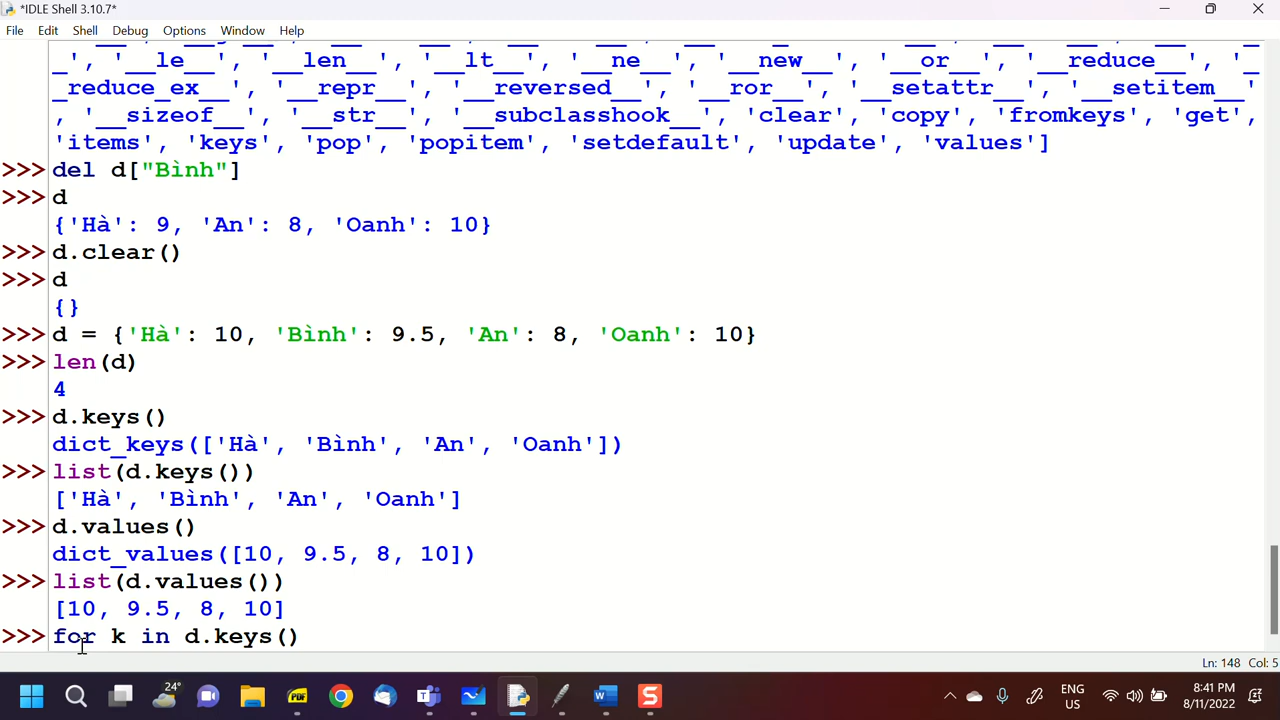 *IDLE Shell 3.10.7*
File Edit Shell Debug Options Window Help
_', '__le__', '__len__', '__lt__', '__ne__', '__new__', '__or__', '__reduce__', '_
_reduce_ex__', '__repr__', '__reversed__', '__ror__', '__setattr__', '__setitem__'
, '__sizeof__', '__str__', '__subclasshook__', 'clear', 'copy', 'fromkeys', 'get',
'items', 'keys', 'pop', 'popitem', 'setdefault', 'update', 'values']
>>> del d["Bình"]
>>> d
{'Hà': 9, 'An': 8, 'Oanh': 10}
>>> d.clear()
>>> d
{}
>>> d = {'Hà': 10, 'Bình': 9.5, 'An': 8, 'Oanh': 10}
>>> len(d)
4
>>> d.keys()
dict_keys(['Hà', 'Bình', 'An', 'Oanh'])
>>> list(d.keys())
['Hà', 'Bình', 'An', 'Oanh']
>>> d.values()
dict_values([10, 9.5, 8, 10])
>>> list(d.values())
[10, 9.5, 8, 10]
>>> for k in d.keys()
Ln: 148 Col: 5
24°
PDF
ENG
US
8:41 PM
8/11/2022